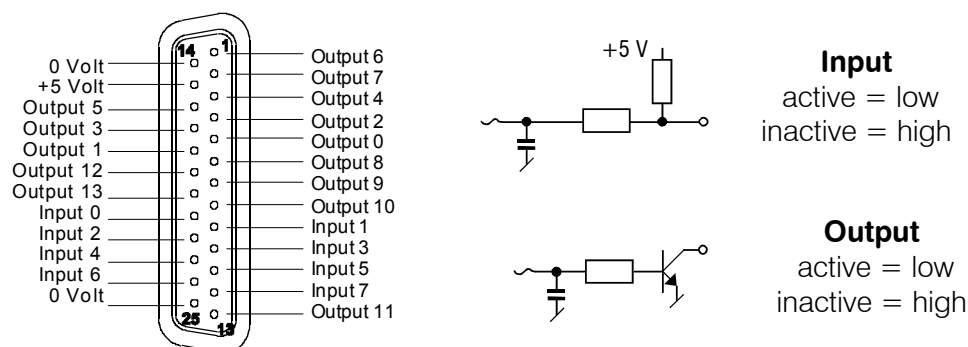 14
1
0 Volt
+5 Volt
Output 5
Output 3
Output 1
Output 12
Output 13
Input 0
Input 2
Input 4
Input 6
0 Volt
25
13
Output 6
Output 7
Output 4
Output 2
Output 0
Output 8
Output 9
Output 10
Input 1
Input 3
Input 5
Input 7
Output 11
+5 V
Input
active = low
inactive = high
Output
active = low
inactive = high